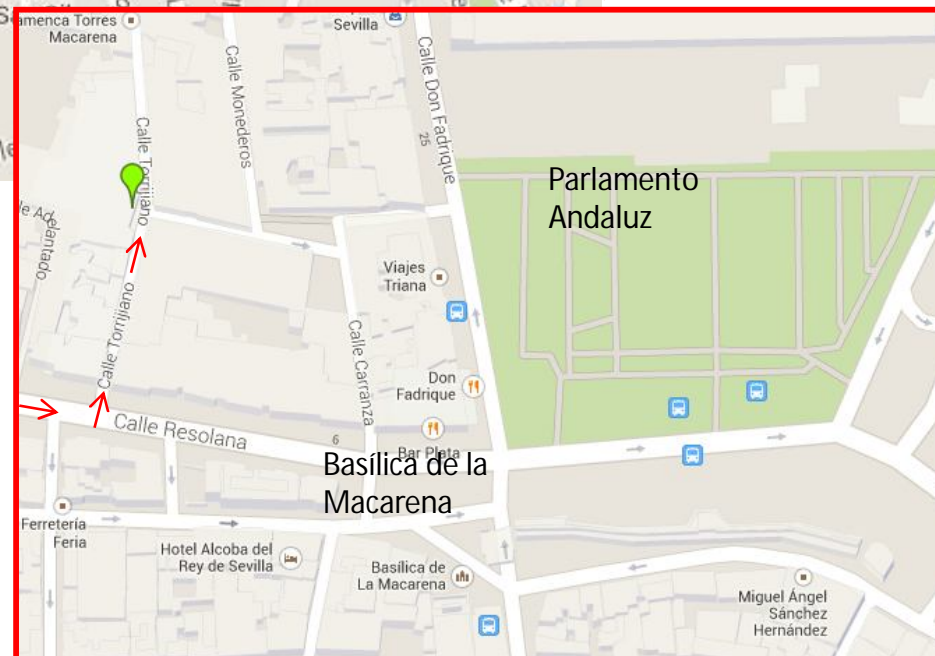 amenca Torres
Macarena
Sevilla
Calle Don Fadrique
25
Calle Monederos
Calle Torrijiano
Parlamento
Andaluz
Adelantado
Viajes
Triana
Calle Torrijiano
Calle Carranza
Don
Fadrique
Calle Resolana
6
Bar Plata
Basílica de la
Macarena
Ferretería
Feria
Hotel Alcoba del
Rey de Sevilla
Basílica de
La Macarena
Miguel Ángel
Sánchez
Hernández